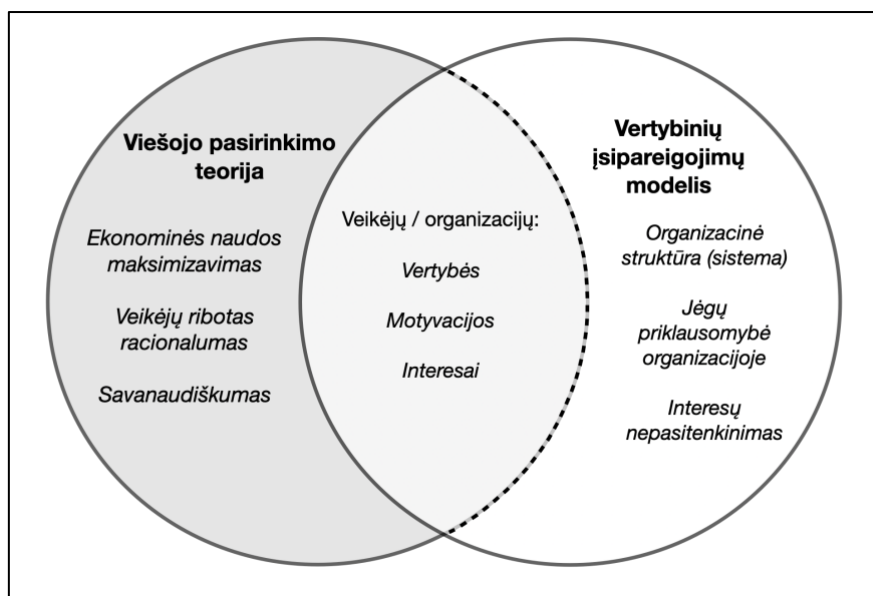 Viešojo pasirinkimo
teorija
Ekonominės naudos
maksimizavimas
Veikėjų ribotas
racionalumas
Savanaudiškumas
Veikėjų / organizacijų:
Vertybės
Motyvacijos
Interesai
Vertybinių
įsipareigojimų
modelis
Organizacinė
struktūra (sistema)
Jėgų
priklausomybė
organizacijoje
Interesų
nepasitenkinimas